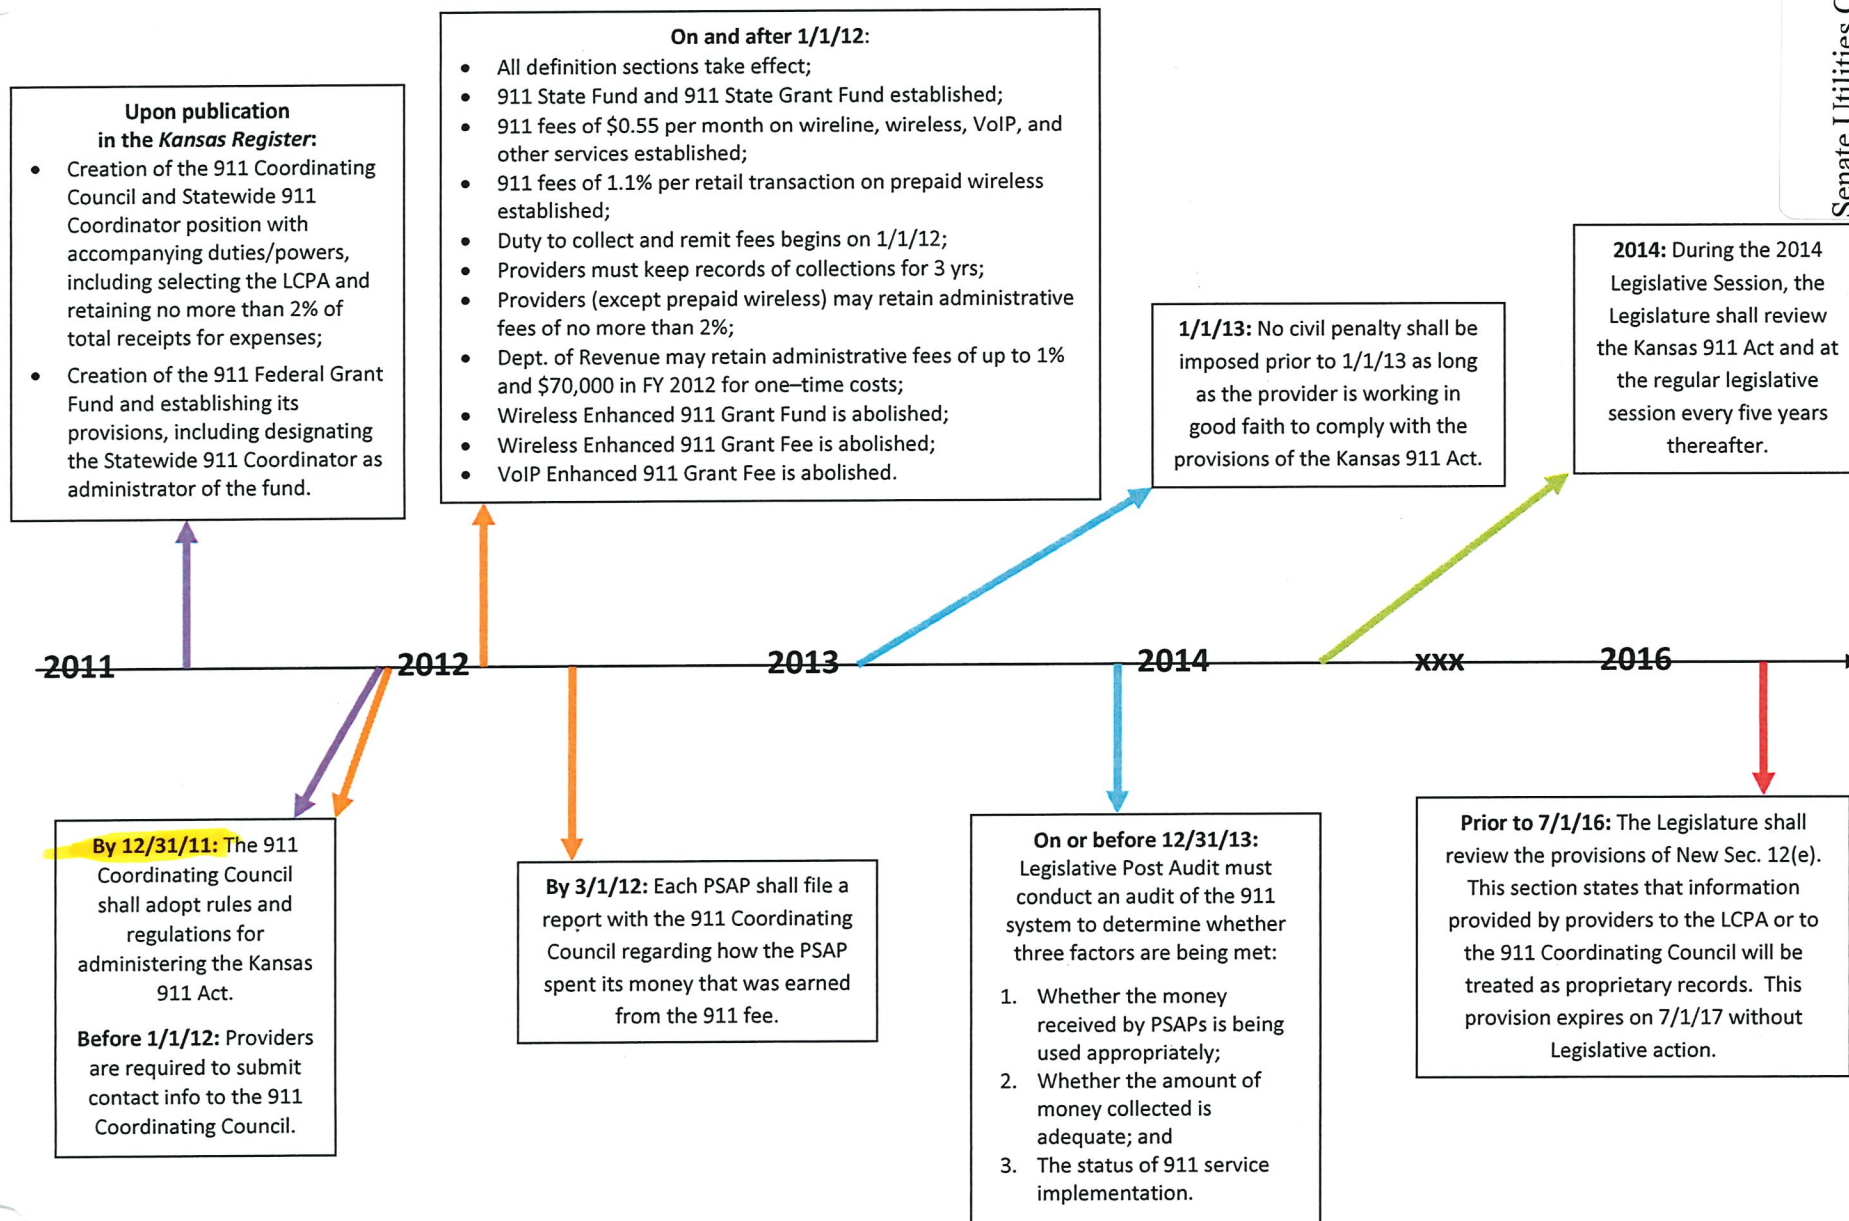 Senate Utilities
Upon publication
in the Kansas Register:
• Creation of the 911 Coordinating
Council and Statewide 911
Coordinator position with
accompanying duties/powers,
including selecting the LCPA and
retaining no more than 2% of
total receipts for expenses;
• Creation of the 911 Federal Grant
Fund and establishing its
provisions, including designating
the Statewide 911 Coordinator as
administrator of the fund.
On and after 1/1/12:
• All definition sections take effect;
• 911 State Fund and 911 State Grant Fund established;
• 911 fees of $0.55 per month on wireline, wireless, VoIP, and
other services established;
• 911 fees of 1.1% per retail transaction on prepaid wireless
established;
• Duty to collect and remit fees begins on 1/1/12;
• Providers must keep records of collections for 3 yrs;
• Providers (except prepaid wireless) may retain administrative
fees of no more than 2%;
• Dept. of Revenue may retain administrative fees of up to 1%
and $70,000 in FY 2012 for one–time costs;
• Wireless Enhanced 911 Grant Fund is abolished;
• Wireless Enhanced 911 Grant Fee is abolished;
• VoIP Enhanced 911 Grant Fee is abolished.
1/1/13: No civil penalty shall be
imposed prior to 1/1/13 as long
as the provider is working in
good faith to comply with the
provisions of the Kansas 911 Act.
2014: During the 2014
Legislative Session, the
Legislature shall review
the Kansas 911 Act and at
the regular legislative
session every five years
thereafter.
2011 2012 2013 2014 xxx 2016
By 12/31/11: The 911
Coordinating Council
shall adopt rules and
regulations for
administering the Kansas
911 Act.
Before 1/1/12: Providers
are required to submit
contact info to the 911
Coordinating Council.
By 3/1/12: Each PSAP shall file a
report with the 911 Coordinating
Council regarding how the PSAP
spent its money that was earned
from the 911 fee.
On or before 12/31/13:
Legislative Post Audit must
conduct an audit of the 911
system to determine whether
three factors are being met:
1. Whether the money
received by PSAPs is being
used appropriately;
2. Whether the amount of
money collected is
adequate; and
3. The status of 911 service
implementation.
Prior to 7/1/16: The Legislature shall
review the provisions of New Sec. 12(e).
This section states that information
provided by providers to the LCPA or to
the 911 Coordinating Council will be
treated as proprietary records. This
provision expires on 7/1/17 without
Legislative action.